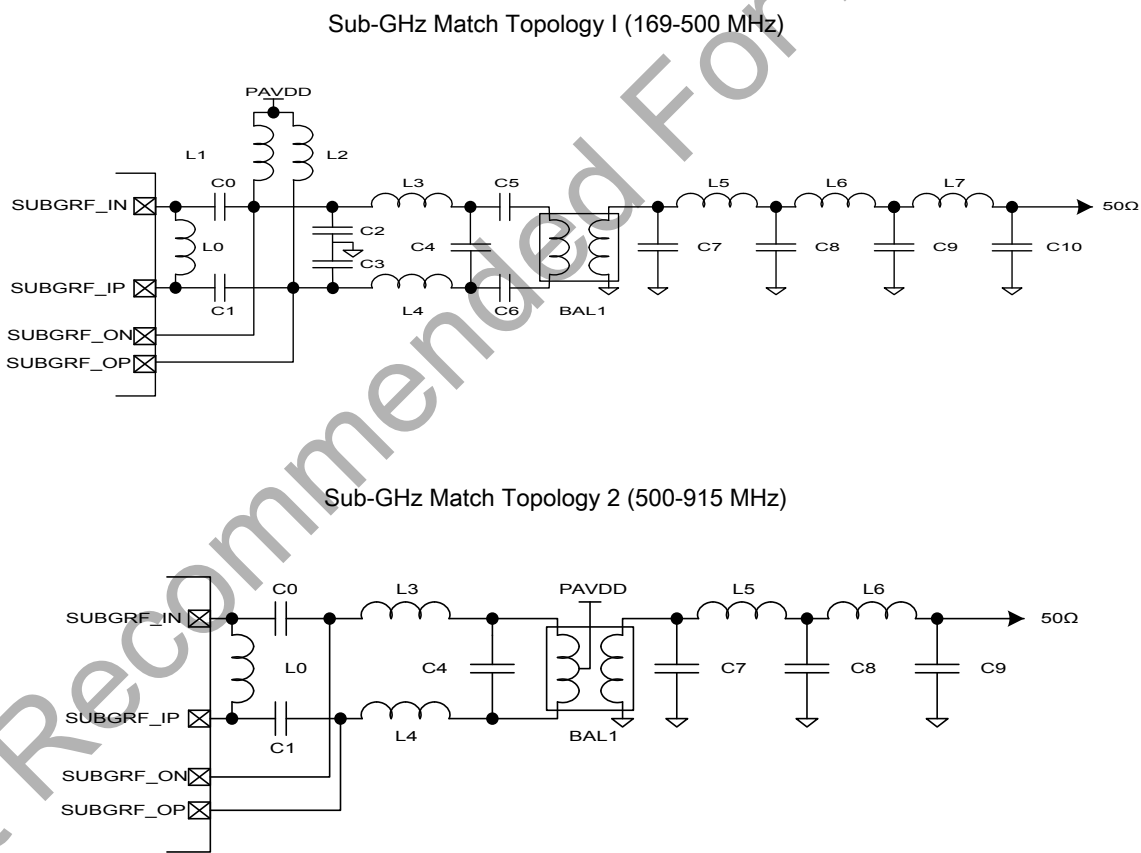 Sub-GHz Match Topology I (169-500 MHz)
PAVDD
L1
L2
C0
L3
C5
L5
L6
L7
SUBGRF_IN
50Ω
L0
C2
C3
C4
C7
C8
C9
C10
SUBGRF_IP
C1
L4
C6
BAL1
SUBGRF_ON
SUBGRF_OP
Sub-GHz Match Topology 2 (500-915 MHz)
C0
L3
PAVDD
L5
L6
SUBGRF_IN
50Ω
L0
C4
C7
C8
C9
SUBGRF_IP
C1
L4
BAL1
SUBGRF_ON
SUBGRF_OP
Recommended For